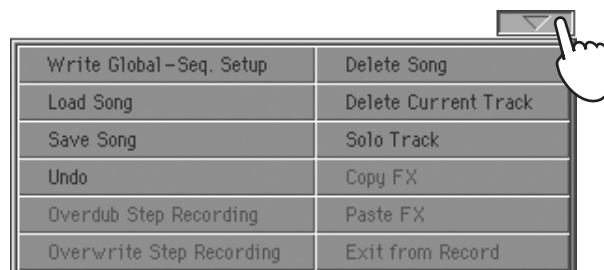 Write Global-Seq. Setup
Delete Song
Load Song
Delete Current Track
Save Song
Solo Track
Undo
Copy FX
Overdub Step Recording
Paste FX
Overwrite Step Recording
Exit from Record